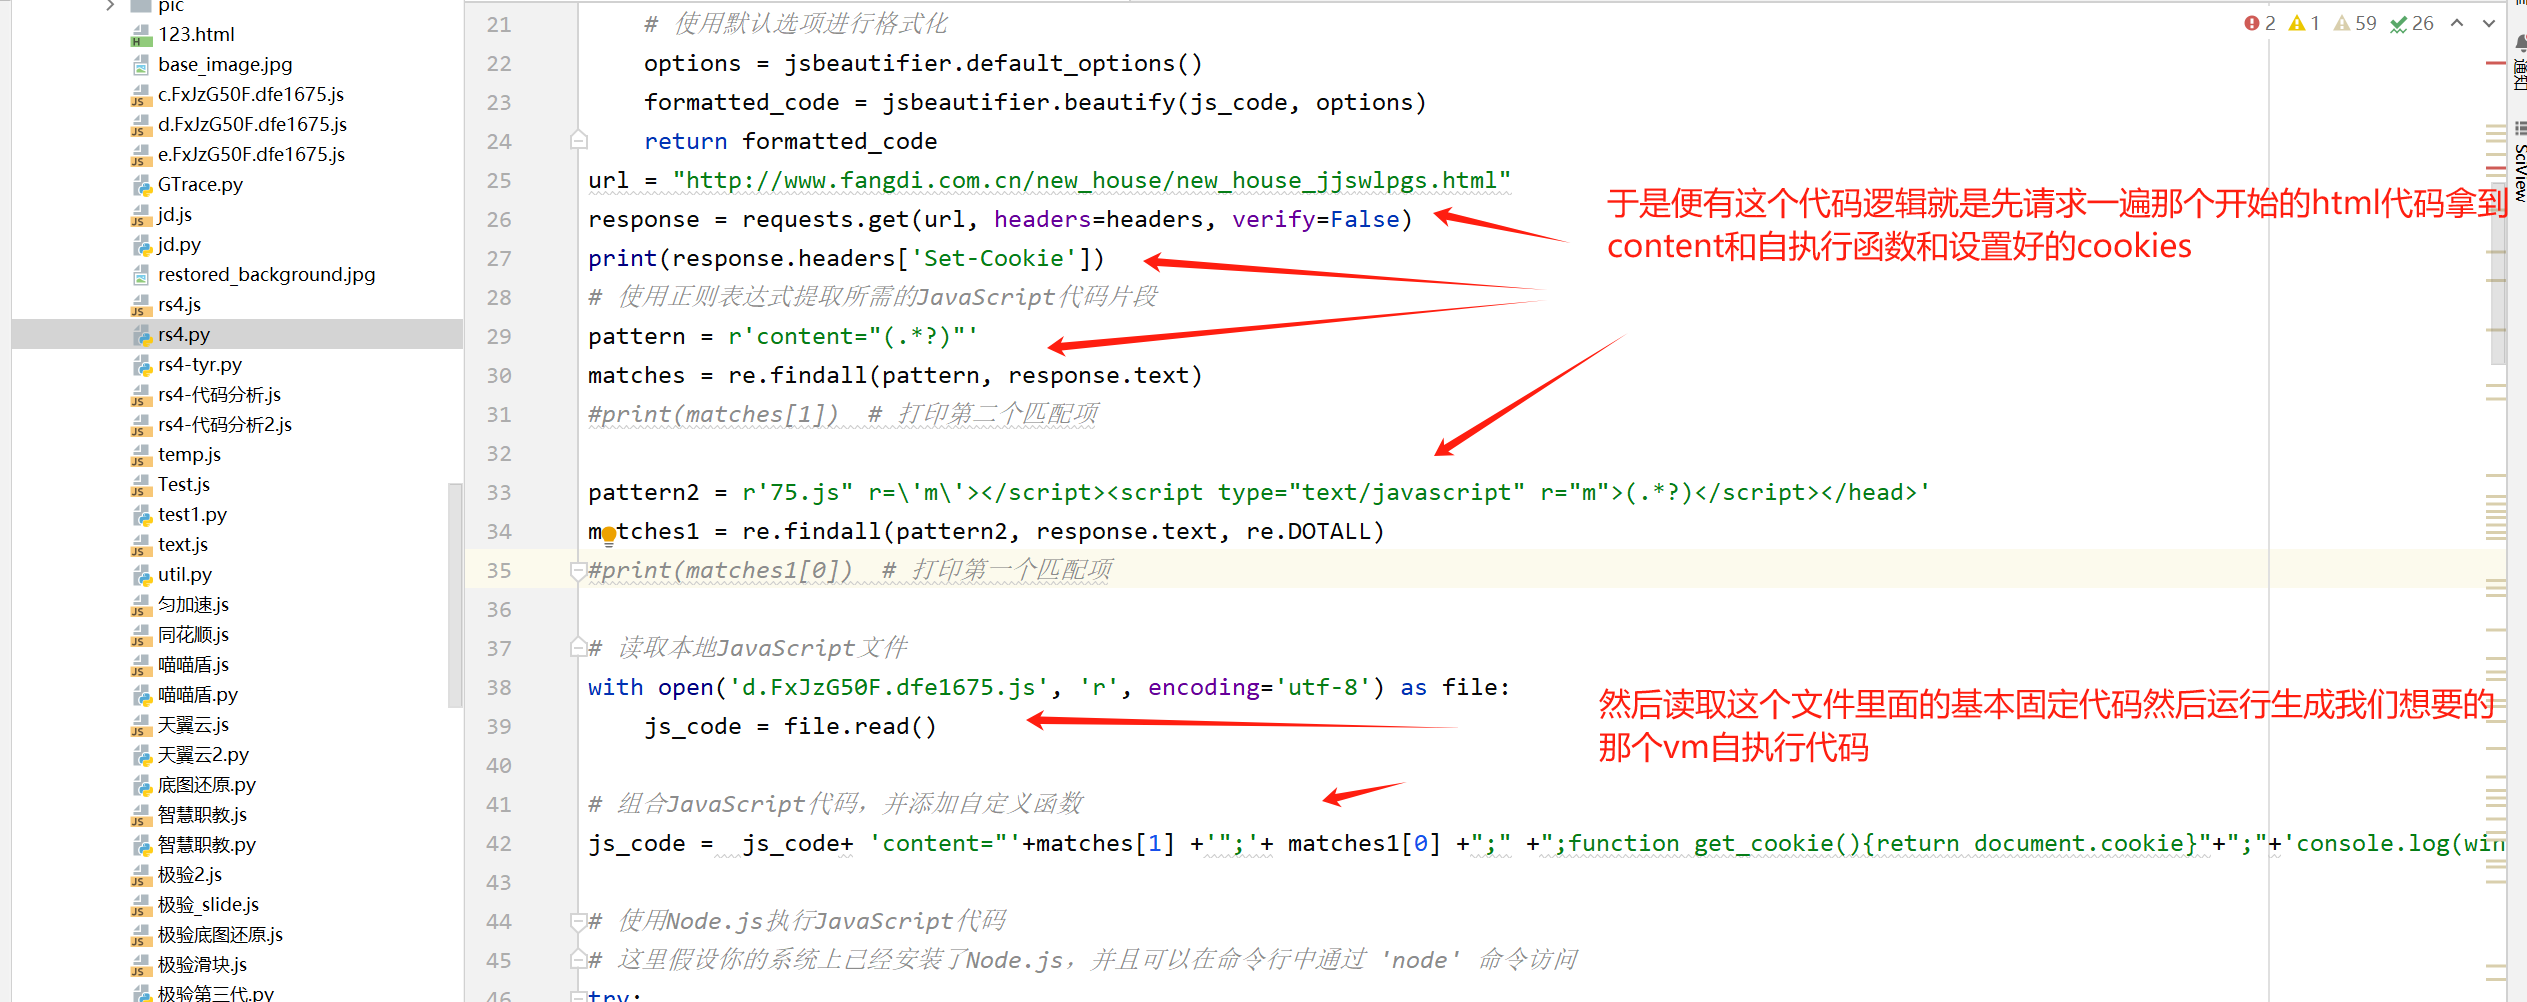 pic
123.html
base_image.jpg
c.FxJzG50F.dfe1675.js
d.FxJzG50F.dfe1675.js
e.FxJzG50F.dfe1675.js
GTrace.py
jd.js
jd.py
restored_background.jpg
rs4.js
rs4.py
rs4-tyr.py
rs4-代码分析.js
rs4-代码分析2.js
temp.js
Test.js
test1.py
text.js
util.py
匀加速.js
同花顺.js
喵喵盾.js
喵喵盾.py
天翼云.js
天翼云2.py
底图还原.py
智慧职教.js
智慧职教.py
极验2.js
极验_slide.js
极验底图还原.js
极验滑块.js
极验第三代.py
21 # 使用默认选项进行格式化
22 options = jsbeautifier.default_options()
23 formatted_code = jsbeautifier.beautify(js_code, options)
24 return formatted_code
25 url = "http://www.fangdi.com.cn/new_house/new_house_jjswlpgs.html"
26 response = requests.get(url, headers=headers, verify=False)
27 print(response.headers['Set-Cookie'])
28 # 使用正则表达式提取所需的JavaScript代码片段
29 pattern = r'content="(.*?)"'
30 matches = re.findall(pattern, response.text)
31 #print(matches[1])  # 打印第二个匹配项
32
33 pattern2 = r'75.js" r=\'m\'></script><script type="text/javascript" r="m">(.*?)</script></head>'
34 matches1 = re.findall(pattern2, response.text, re.DOTALL)
35 #print(matches1[0])  # 打印第一个匹配项
36
37 # 读取本地JavaScript文件
38 with open('d.FxJzG50F.dfe1675.js', 'r', encoding='utf-8') as file:
39 js_code = file.read()
40
41 # 组合JavaScript代码，并添加自定义函数
42 js_code =  js_code+ 'content="'+matches[1] +'";'+ matches1[0] +";" +";function get_cookie(){return document.cookie}"+";"+'console.log(win
43
44 # 使用Node.js执行JavaScript代码
45 # 这里假设你的系统上已经安装了Node.js，并且可以在命令行中通过 'node' 命令访问
46 try:
于是便有这个代码逻辑就是先请求一遍那个开始的html代码拿到
content和自执行函数和设置好的cookies
然后读取这个文件里面的基本固定代码然后运行生成我们想要的
那个vm自执行代码
2 1 59 26
通知
SciView